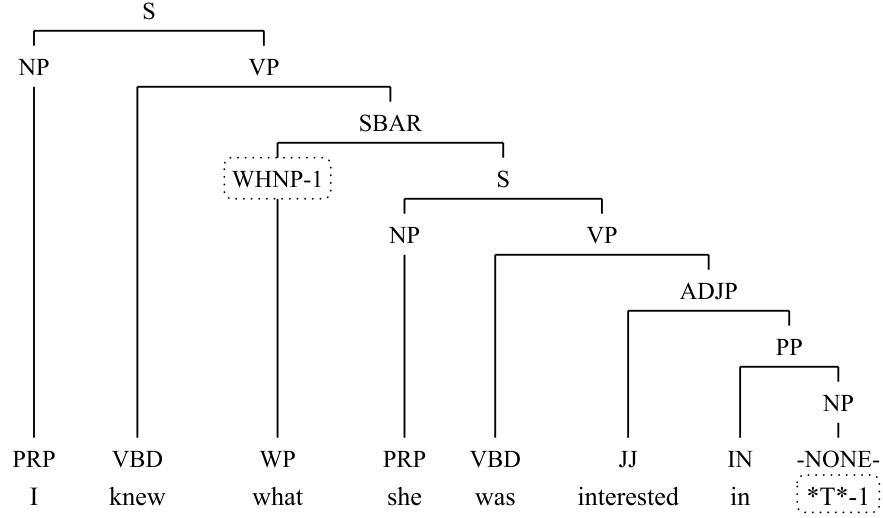 S
NP VP
SBAR
WHNP-1 S
NP VP
ADJP
PP
NP
PRP VBD WP PRP VBD JJ IN -NONE-
I knew what she was interested in *T*-1